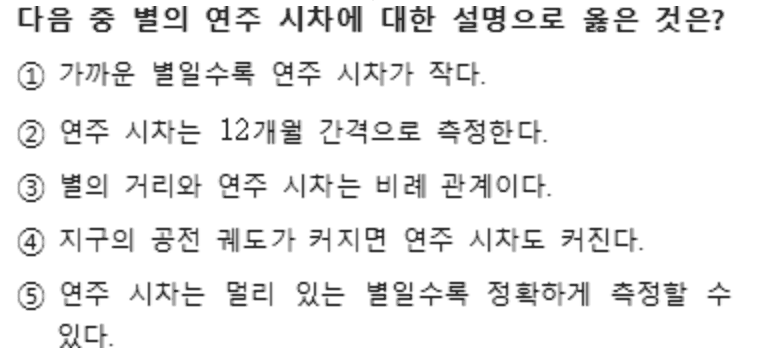 다음 중 별의 연주 시차에 대한 설명으로 옳은 것은?
① 가까운 별일수록 연주 시차가 작다.
② 연주 시차는 12개월 간격으로 측정한다.
③ 별의 거리와 연주 시차는 비례 관계이다.
④ 지구의 공전 궤도가 커지면 연주 시차도 커진다.
⑤ 연주 시차는 멀리 있는 별일수록 정확하게 측정할 수
있다.